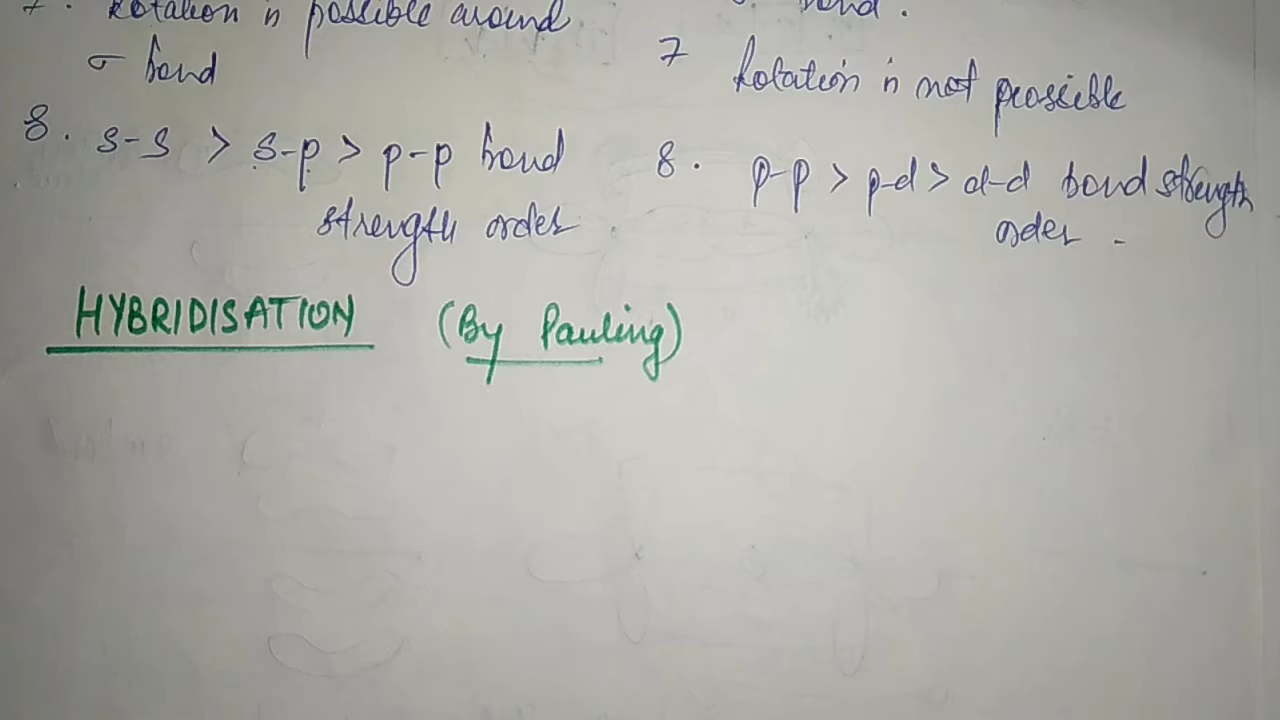 7. Rotation is possible around
σ bond
8. s-s > s-p > p-p bond
strength order
bond.
7 Rotation is not possible
8. p-p > p-d > d-d bond strength
order.
HYBRIDISATION (By Pauling)